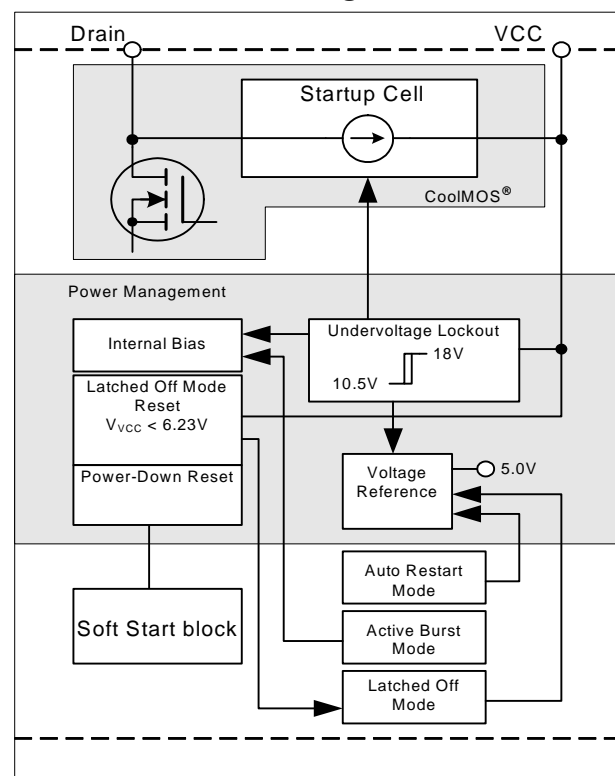 Drain
VCC
Startup Cell
CoolMOS®
Power Management
Internal Bias
Undervoltage Lockout
18V
10.5V
Latched Off Mode
Reset
VVCC < 6.23V
Power-Down Reset
Voltage
Reference
5.0V
Auto Restart
Mode
Soft Start block
Active Burst
Mode
Latched Off
Mode